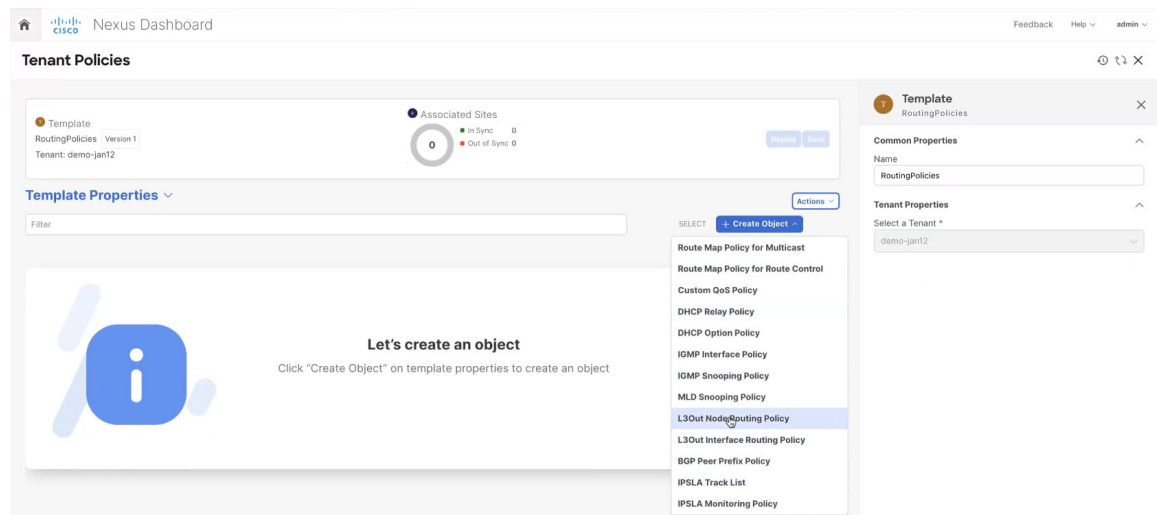 cisco Nexus Dashboard
Feedback Help admin
Tenant Policies
Template
RoutingPolicies Version 1
Tenant: demo-jan12
Associated Sites
0
In Sync 0
Out of Sync 0
Deploy Save
Template Properties
Actions
Filter
SELECT + Create Object
Route Map Policy for Multicast
Route Map Policy for Route Control
Custom QoS Policy
DHCP Relay Policy
DHCP Option Policy
IGMP Interface Policy
IGMP Snooping Policy
MLD Snooping Policy
L3Out Node Routing Policy
L3Out Interface Routing Policy
BGP Peer Prefix Policy
IPSLA Track List
IPSLA Monitoring Policy
Let's create an object
Click "Create Object" on template properties to create an object
T
Template
RoutingPolicies
Common Properties
Name
RoutingPolicies
Tenant Properties
Select a Tenant *
demo-jan12